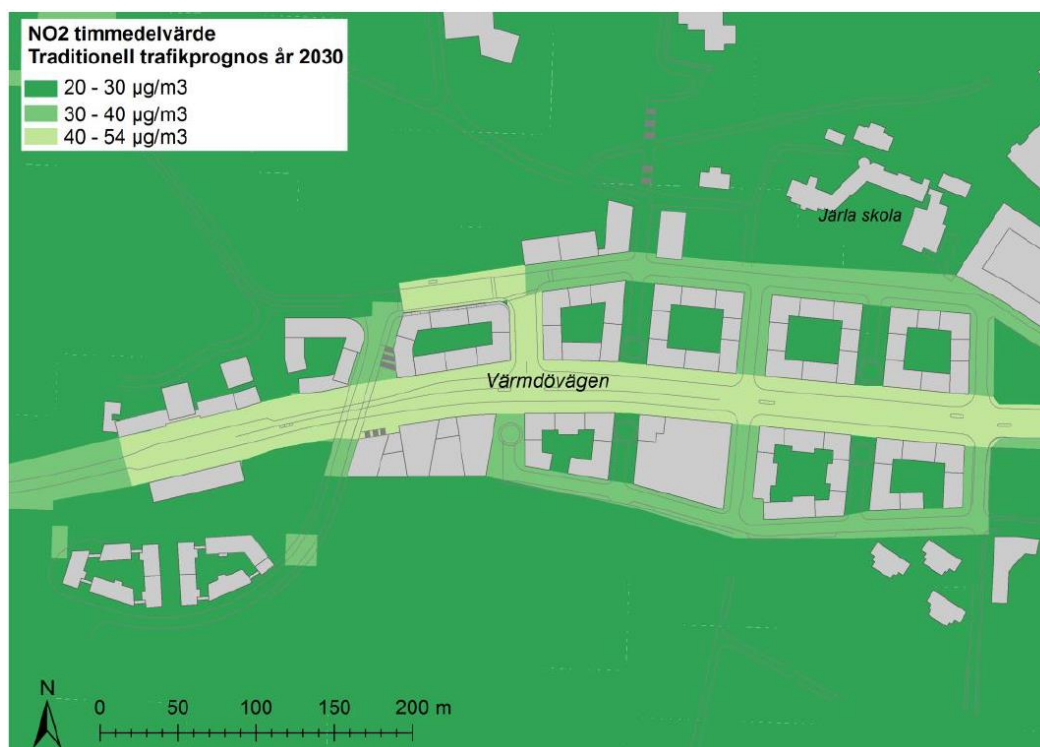 NO2 timmedelvärde
Traditionell trafikprognos år 2030
20 - 30 µg/m3
30 - 40 µg/m3
40 - 54 µg/m3
Järla skola
Värmdövägen
N
0 50 100 150 200 m